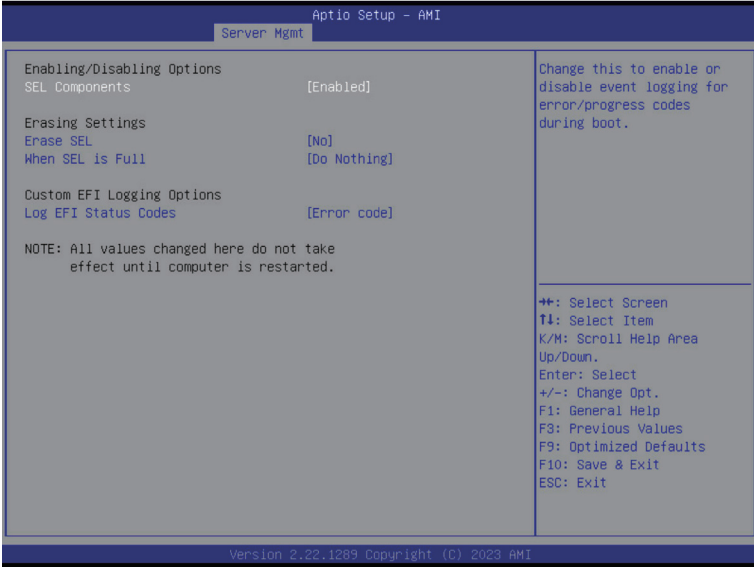 Aptio Setup - AMI
Server Mgmt
Enabling/Disabling Options
SEL Components [Enabled]
Erasing Settings
Erase SEL [No]
When SEL is Full [Do Nothing]
Custom EFI Logging Options
Log EFI Status Codes [Error code]
NOTE: All values changed here do not take
effect until computer is restarted.
Change this to enable or
disable event logging for
error/progress codes
during boot.
→←: Select Screen
↑↓: Select Item
K/M: Scroll Help Area
Up/Down.
Enter: Select
+/-: Change Opt.
F1: General Help
F3: Previous Values
F9: Optimized Defaults
F10: Save & Exit
ESC: Exit
Version 2.22.1289 Copyright (C) 2023 AMI